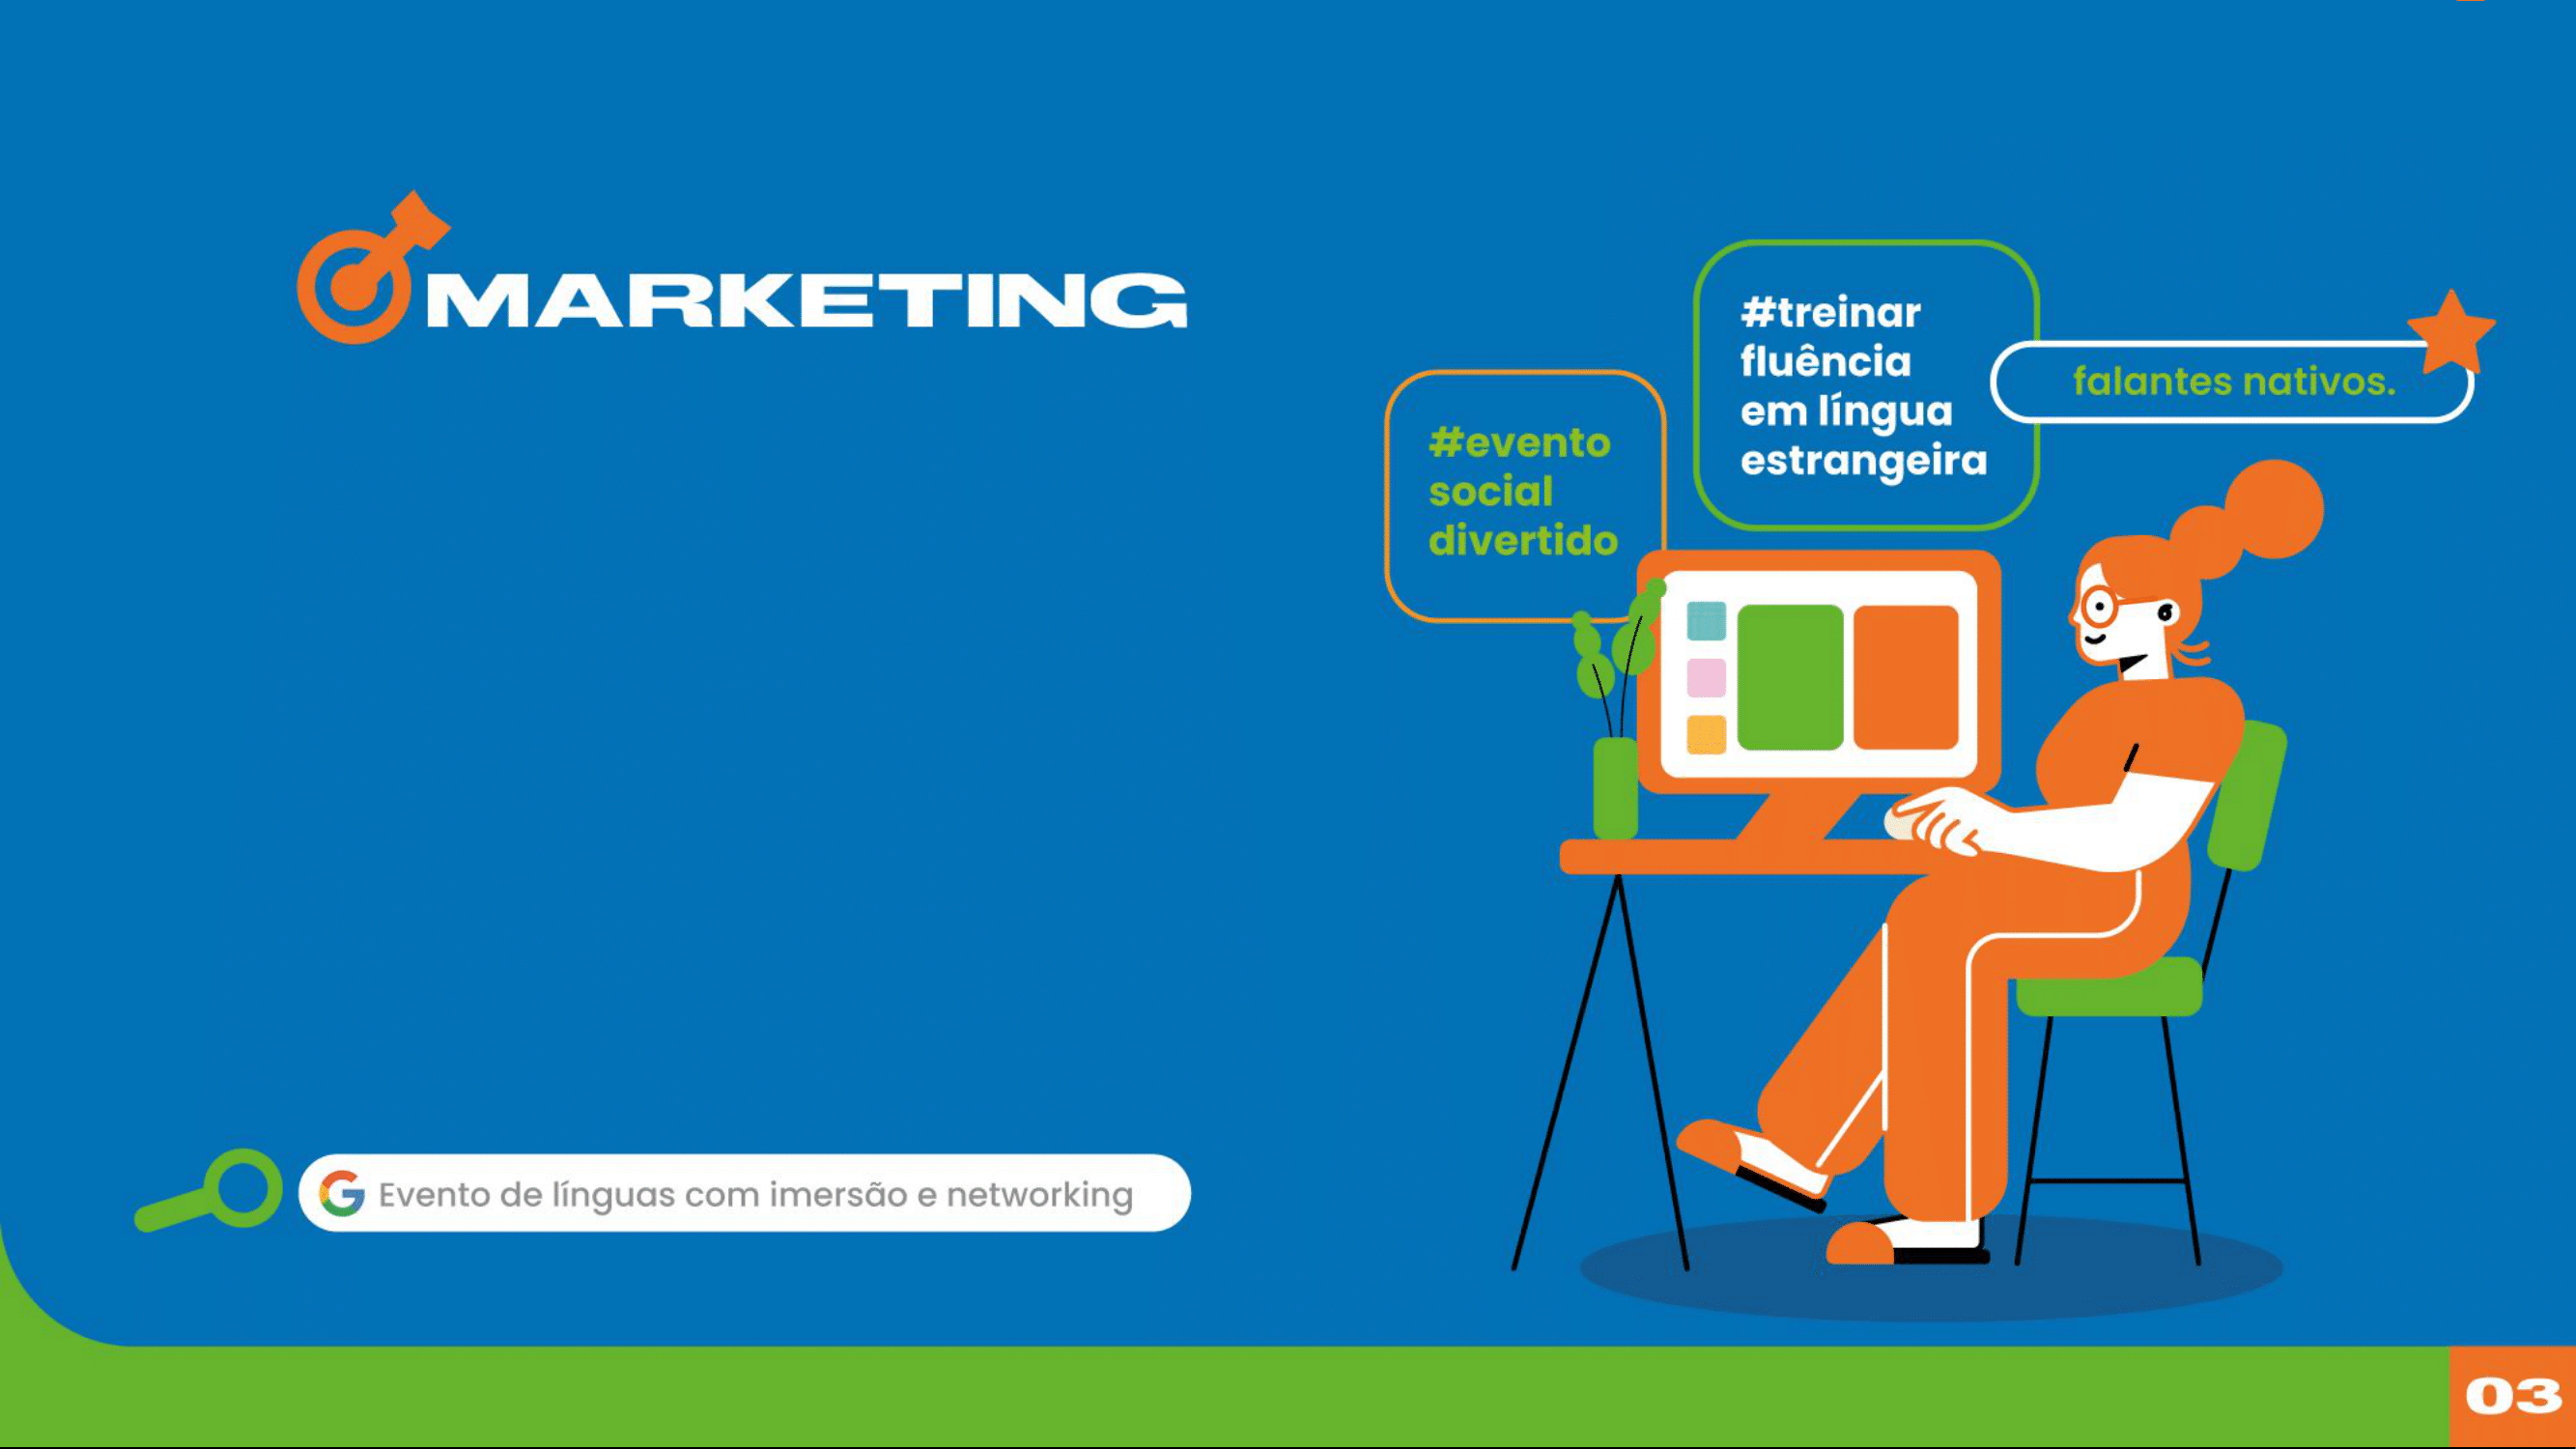 MARKETING
#treinar
fluência
em língua
estrangeira
falantes nativos.
#evento
social
divertido
Evento de línguas com imersão e networking
03